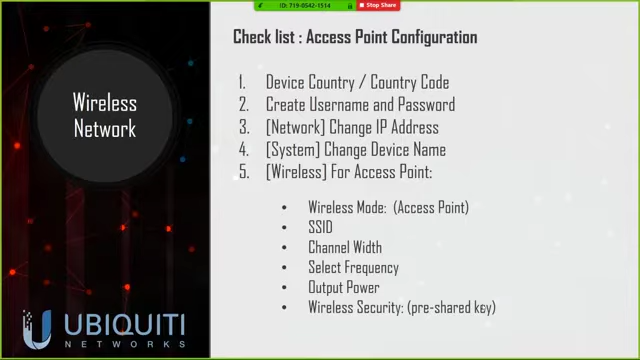 ID: 719-0542-1514
Stop Share
Check list : Access Point Configuration
Wireless
Network
1. Device Country / Country Code
2. Create Username and Password
3. [Network] Change IP Address
4. [System] Change Device Name
5. [Wireless] For Access Point:
• Wireless Mode: (Access Point)
• SSID
• Channel Width
• Select Frequency
• Output Power
• Wireless Security: (pre-shared key)
U UBIQUITI
NETWORKS